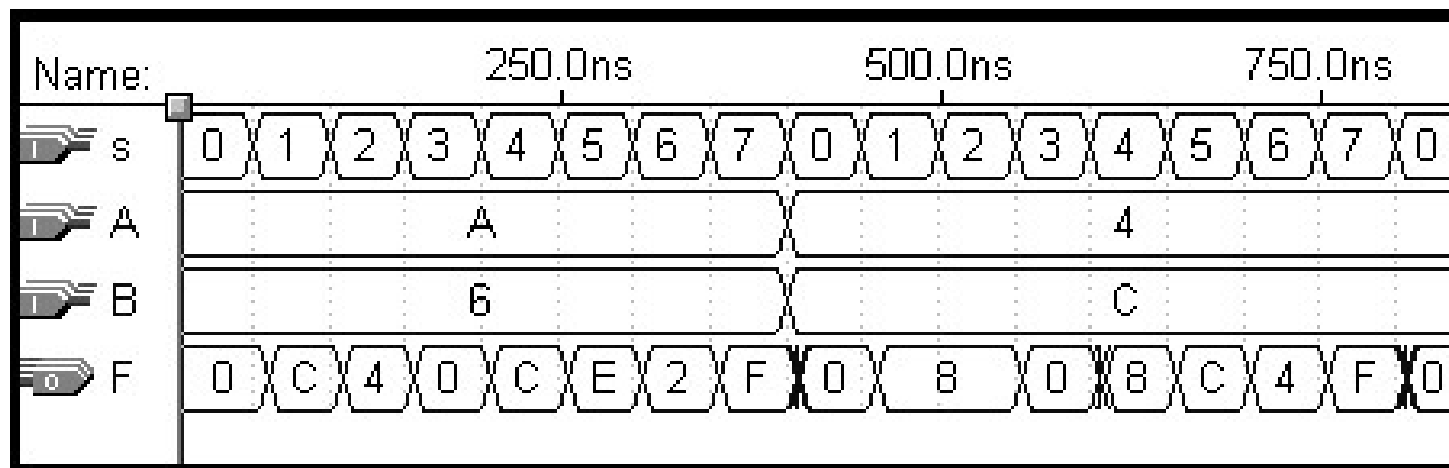 Name: 250.0ns 500.0ns 750.0ns
I s 0 1 2 3 4 5 6 7 0 1 2 3 4 5 6 7 0
I A A 4
I B 6 C
O F 0 C 4 0 C E 2 F 0 8 0 8 C 4 F 0